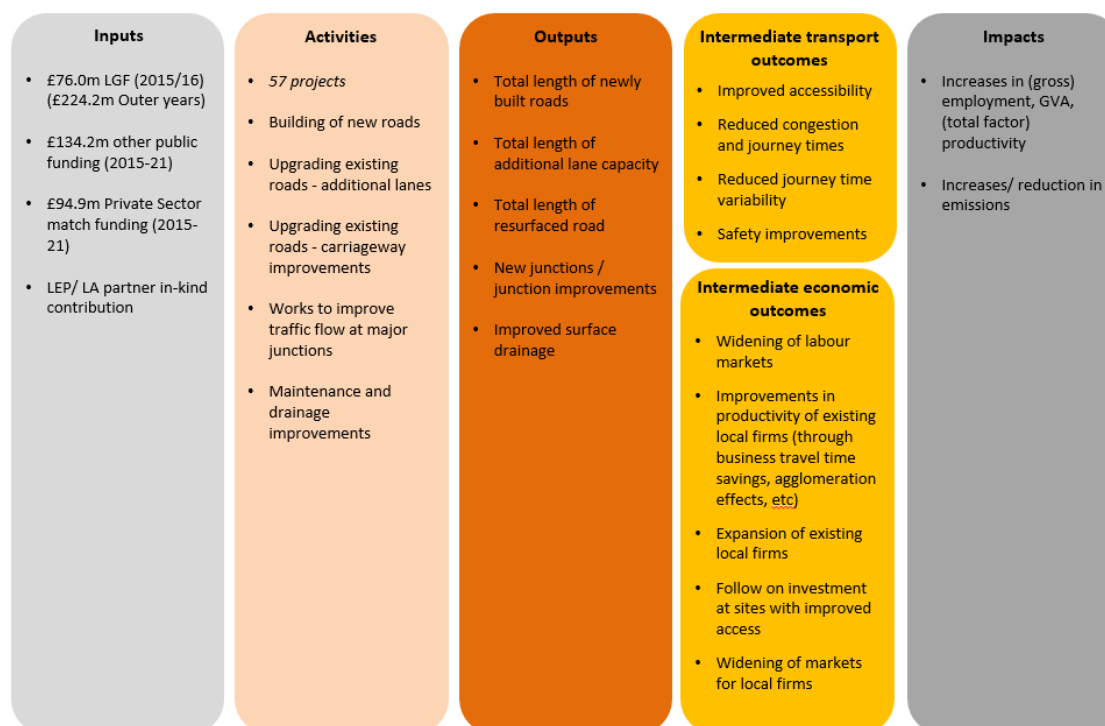 Inputs
• £76.0m LGF (2015/16)
(£224.2m Outer years)
• £134.2m other public
funding (2015-21)
• £94.9m Private Sector
match funding (2015-
21)
• LEP/ LA partner in-kind
contribution
Activities
• 57 projects
• Building of new roads
• Upgrading existing
roads - additional lanes
• Upgrading existing
roads - carriageway
improvements
• Works to improve
traffic flow at major
junctions
• Maintenance and
drainage
improvements
Outputs
• Total length of newly
built roads
• Total length of
additional lane capacity
• Total length of
resurfaced road
• New junctions /
junction improvements
• Improved surface
drainage
Intermediate transport
outcomes
• Improved accessibility
• Reduced congestion
and journey times
• Reduced journey time
variability
• Safety improvements
Intermediate economic
outcomes
• Widening of labour
markets
• Improvements in
productivity of existing
local firms (through
business travel time
savings, agglomeration
effects, etc)
• Expansion of existing
local firms
• Follow on investment
at sites with improved
access
• Widening of markets
for local firms
Impacts
• Increases in (gross)
employment, GVA,
(total factor)
productivity
• Increases/ reduction in
emissions